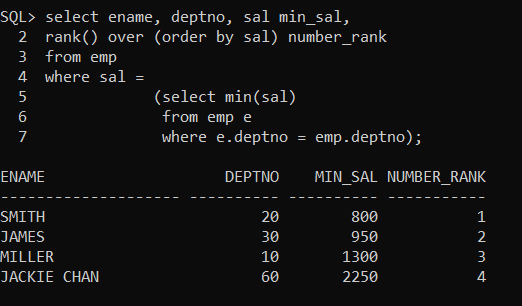 SQL> select ename, deptno, sal min_sal,
  2  rank() over (order by sal) number_rank
  3  from emp
  4  where sal =
  5             (select min(sal)
  6              from emp e
  7              where e.deptno = emp.deptno);

ENAME                    DEPTNO    MIN_SAL NUMBER_RANK
-------------------- ---------- ---------- -----------
SMITH                        20        800           1
JAMES                        30        950           2
MILLER                       10       1300           3
JACKIE CHAN                  60       2250           4